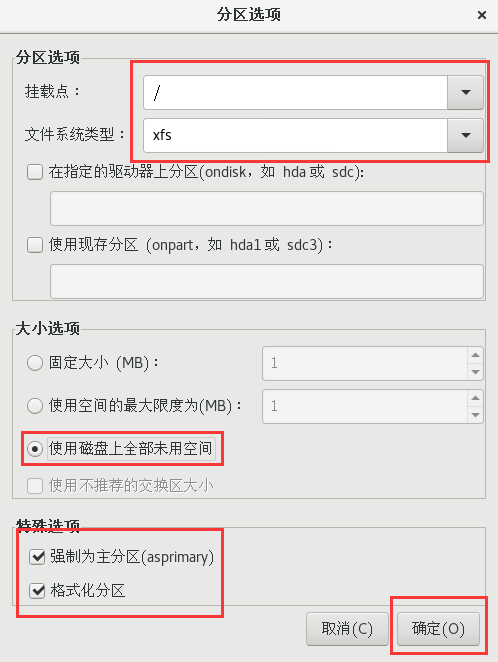 分区选项
分区选项
挂载点：
/
文件系统类型：
xfs
在指定的驱动器上分区(ondisk，如 hda 或 sdc):
使用现存分区 (onpart，如 hda1或 sdc3)：
大小选项
固定大小 (MB)：
1
使用空间的最大限度为(MB)：
1
使用磁盘上全部未用空间
使用不推荐的交换区大小
特殊选项
强制为主分区(asprimary)
格式化分区
取消(C)
确定(O)